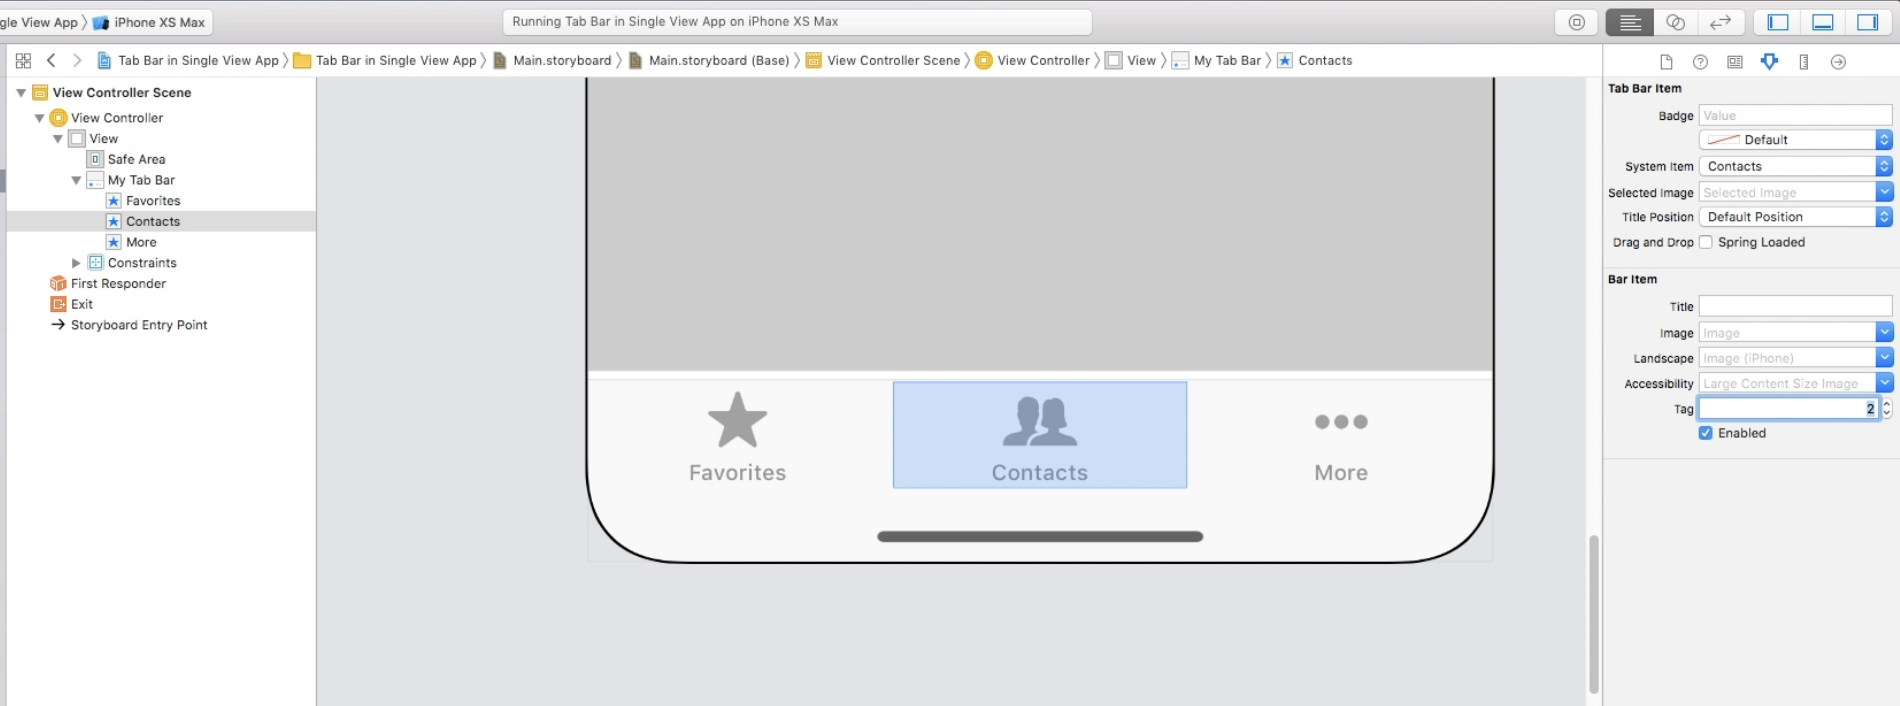 gle View App iPhone XS Max
Running Tab Bar in Single View App on iPhone XS Max
Tab Bar in Single View App Tab Bar in Single View App Main.storyboard Main.storyboard (Base) View Controller Scene View Controller View My Tab Bar Contacts
View Controller Scene
View Controller
View
Safe Area
My Tab Bar
Favorites
Contacts
More
Constraints
First Responder
Exit
Storyboard Entry Point
Favorites
Contacts
More
Tab Bar Item
Badge Value
Default
System Item Contacts
Selected Image Selected Image
Title Position Default Position
Drag and Drop Spring Loaded
Bar Item
Title
Image Image
Landscape Image (iPhone)
Accessibility Large Content Size Image
Tag 2
Enabled